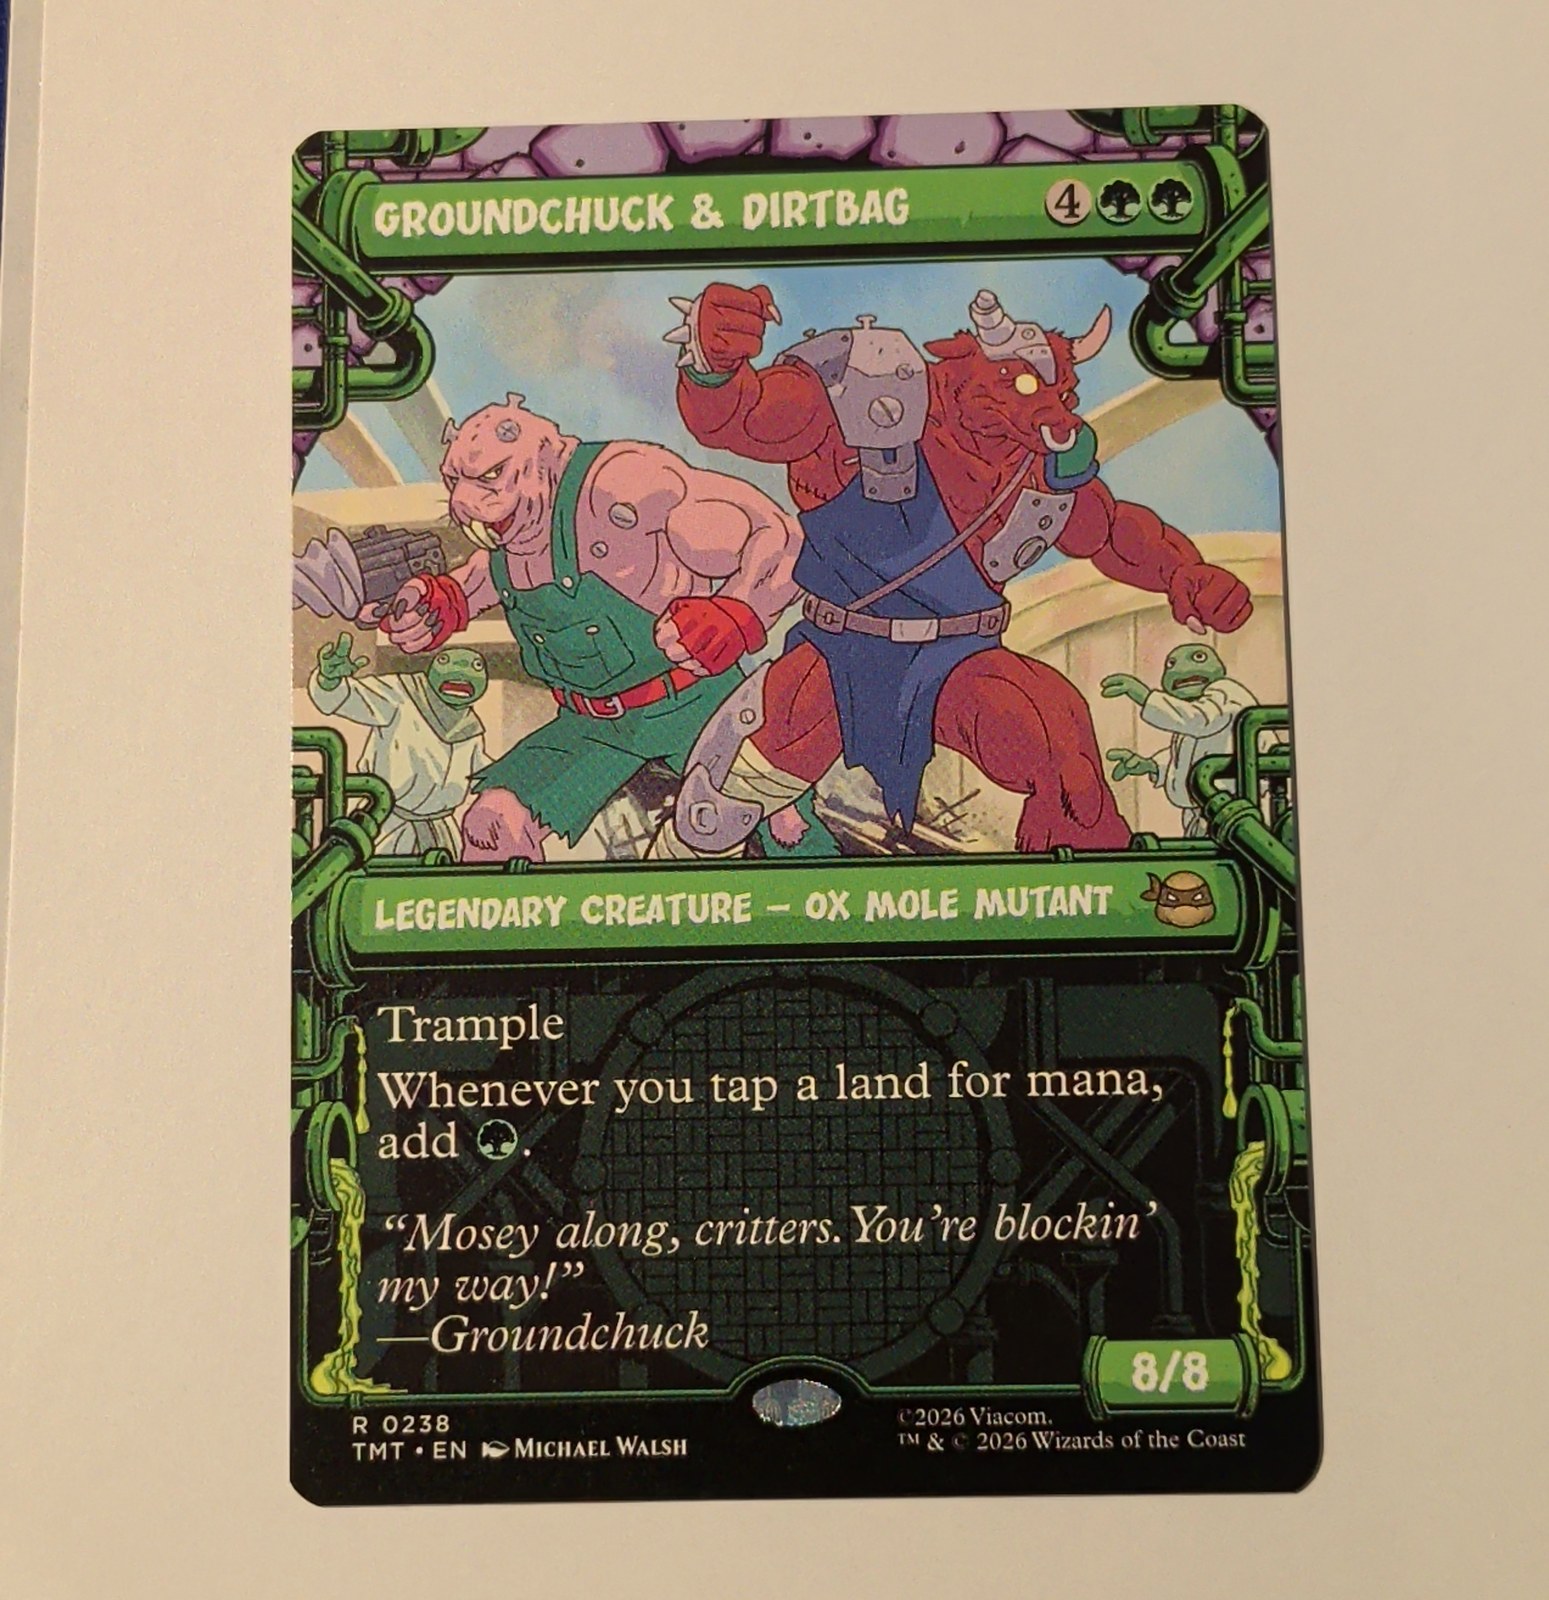 GROUNDCHUCK & DIRTBAG 4
LEGENDARY CREATURE – OX MOLE MUTANT
Trample
Whenever you tap a land for mana,
add .
“Mosey along, critters. You’re blockin’
my way!”
—Groundchuck
8/8
R 0238
TMT • EN MICHAEL WALSH
©2026 Viacom.
™ & © 2026 Wizards of the Coast